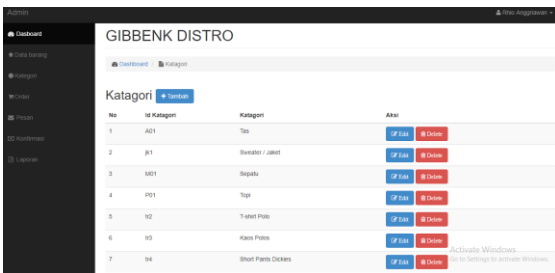 Admin
Rhio Anggriawan
Dasboard
GIBBENK DISTRO
Data barang
Dashboard / Katagori
Kategori
Order
Katagori + Tambah
Pesan
No Id Katagori Katagori Aksi
Konfirmasi
1 A01 Tas Edit Delete
Laporan
2 jk1 Sweater / Jaket Edit Delete
3 M01 Sepatu Edit Delete
4 P01 Topi Edit Delete
5 tr2 T-shirt Polo Edit Delete
6 tr3 Kaos Polos Edit Delete
7 tr4 Short Pants Dickies Edit Delete
Activate Windows
Go to Settings to activate Windows.